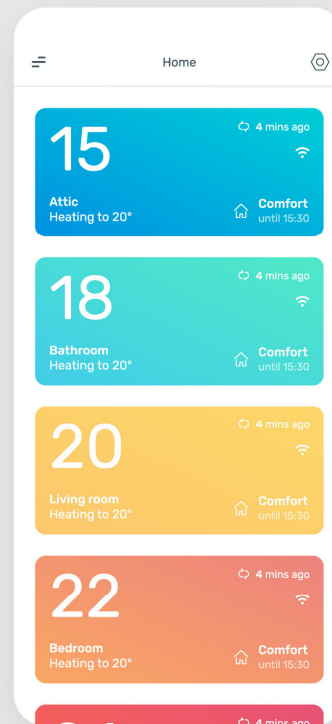 Home
15
4 mins ago
Attic
Heating to 20°
Comfort
until 15:30
18
4 mins ago
Bathroom
Heating to 20°
Comfort
until 15:30
20
4 mins ago
Living room
Heating to 20°
Comfort
until 15:30
22
4 mins ago
Bedroom
Heating to 20°
Comfort
until 15:30
4 mins ago